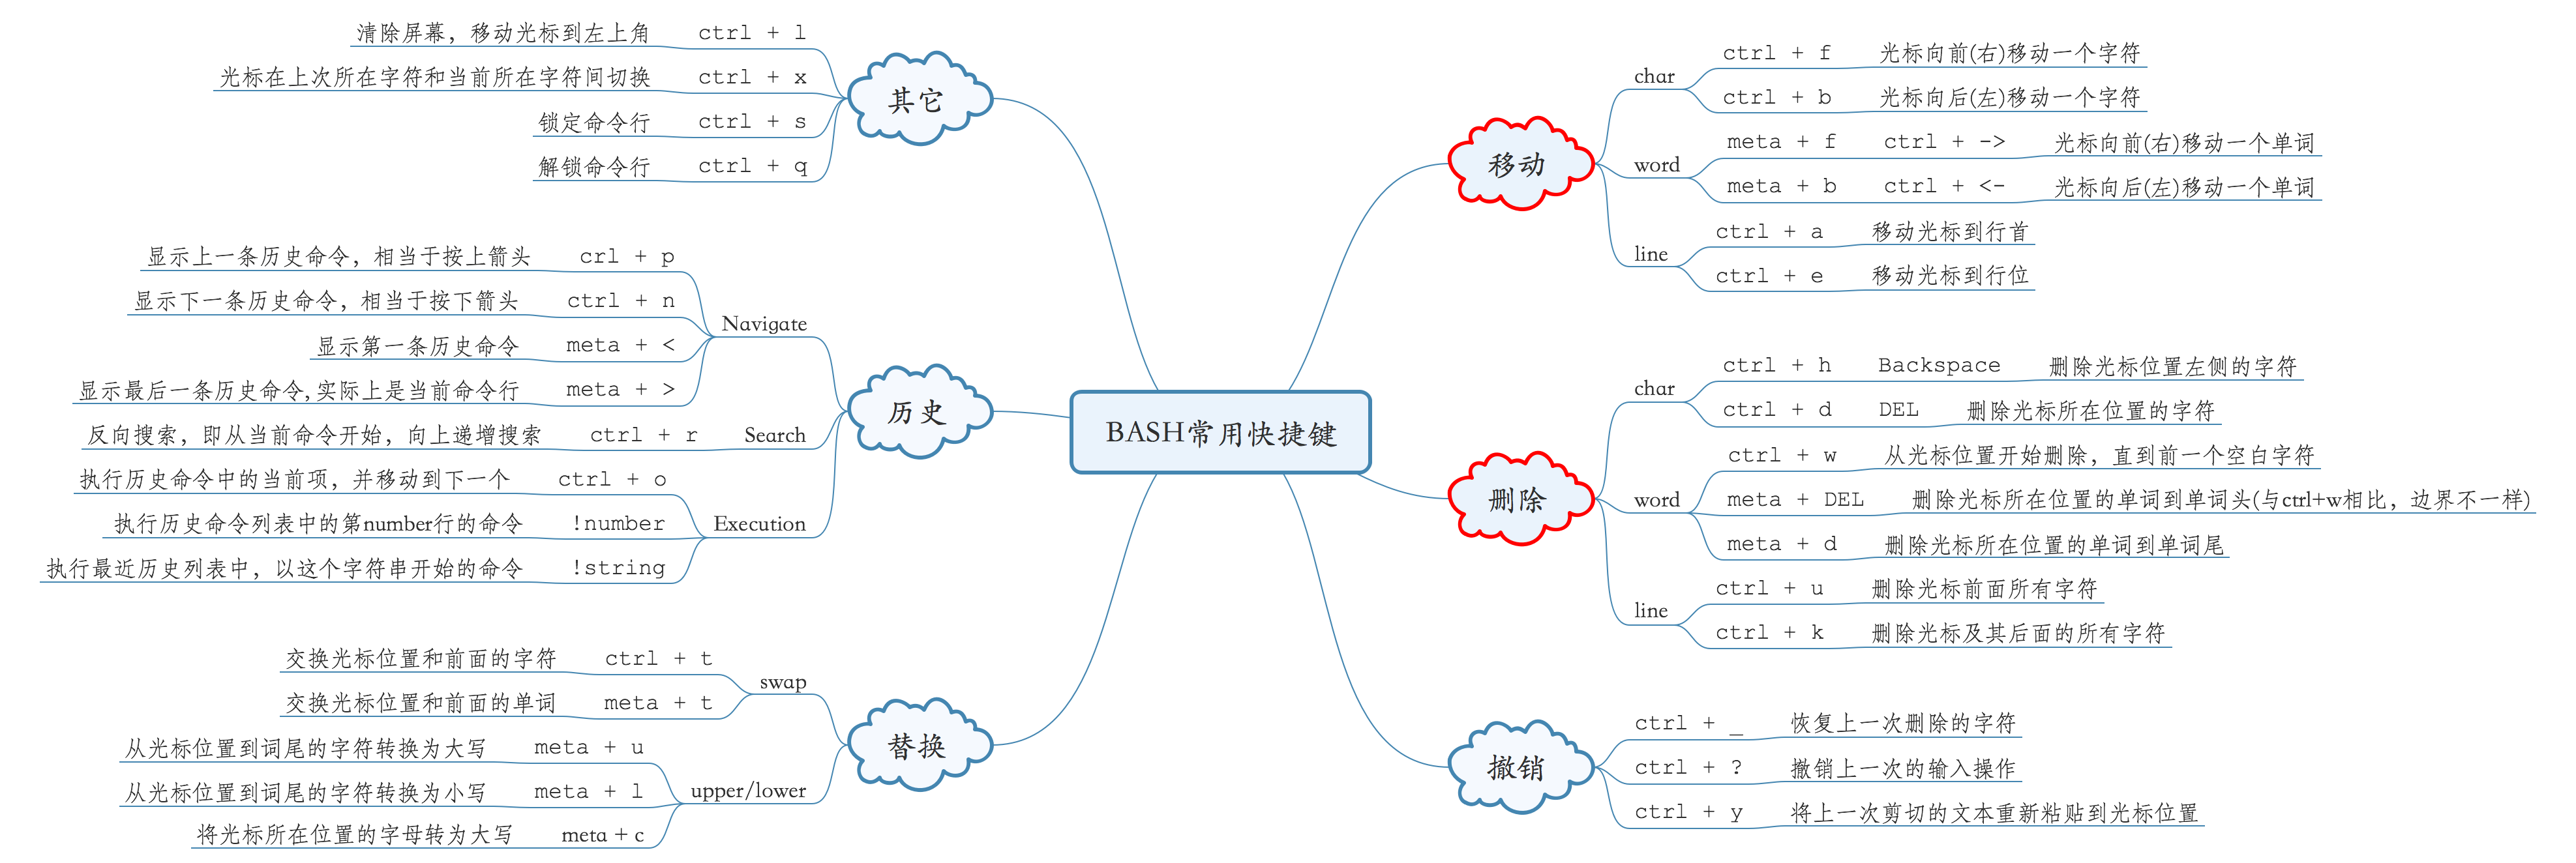 BASH常用快捷键
移动
char
ctrl + f 光标向前(右)移动一个字符
ctrl + b 光标向后(左)移动一个字符
word
meta + f ctrl + -> 光标向前(右)移动一个单词
meta + b ctrl + <- 光标向后(左)移动一个单词
line
ctrl + a 移动光标到行首
ctrl + e 移动光标到行位
删除
char
ctrl + h Backspace 删除光标位置左侧的字符
ctrl + d DEL 删除光标所在位置的字符
word
ctrl + w 从光标位置开始删除，直到前一个空白字符
meta + DEL 删除光标所在位置的单词到单词头(与ctrl+w相比，边界不一样)
meta + d 删除光标所在位置的单词到单词尾
line
ctrl + u 删除光标前面所有字符
ctrl + k 删除光标及其后面的所有字符
撤销
ctrl + _ 恢复上一次删除的字符
ctrl + ? 撤销上一次的输入操作
ctrl + y 将上一次剪切的文本重新粘贴到光标位置
其它
清除屏幕，移动光标到左上角 ctrl + l
光标在上次所在字符和当前所在字符间切换 ctrl + x
锁定命令行 ctrl + s
解锁命令行 ctrl + q
历史
Navigate
显示上一条历史命令，相当于按上箭头 crl + p
显示下一条历史命令，相当于按下箭头 ctrl + n
显示第一条历史命令 meta + <
显示最后一条历史命令,实际上是当前命令行 meta + >
反向搜索，即从当前命令开始，向上递增搜索 ctrl + r Search
Execution
执行历史命令中的当前项，并移动到下一个 ctrl + o
执行历史命令列表中的第number行的命令 !number
执行最近历史列表中，以这个字符串开始的命令 !string
替换
swap
交换光标位置和前面的字符 ctrl + t
交换光标位置和前面的单词 meta + t
upper/lower
从光标位置到词尾的字符转换为大写 meta + u
从光标位置到词尾的字符转换为小写 meta + l
将光标所在位置的字母转为大写 meta + c